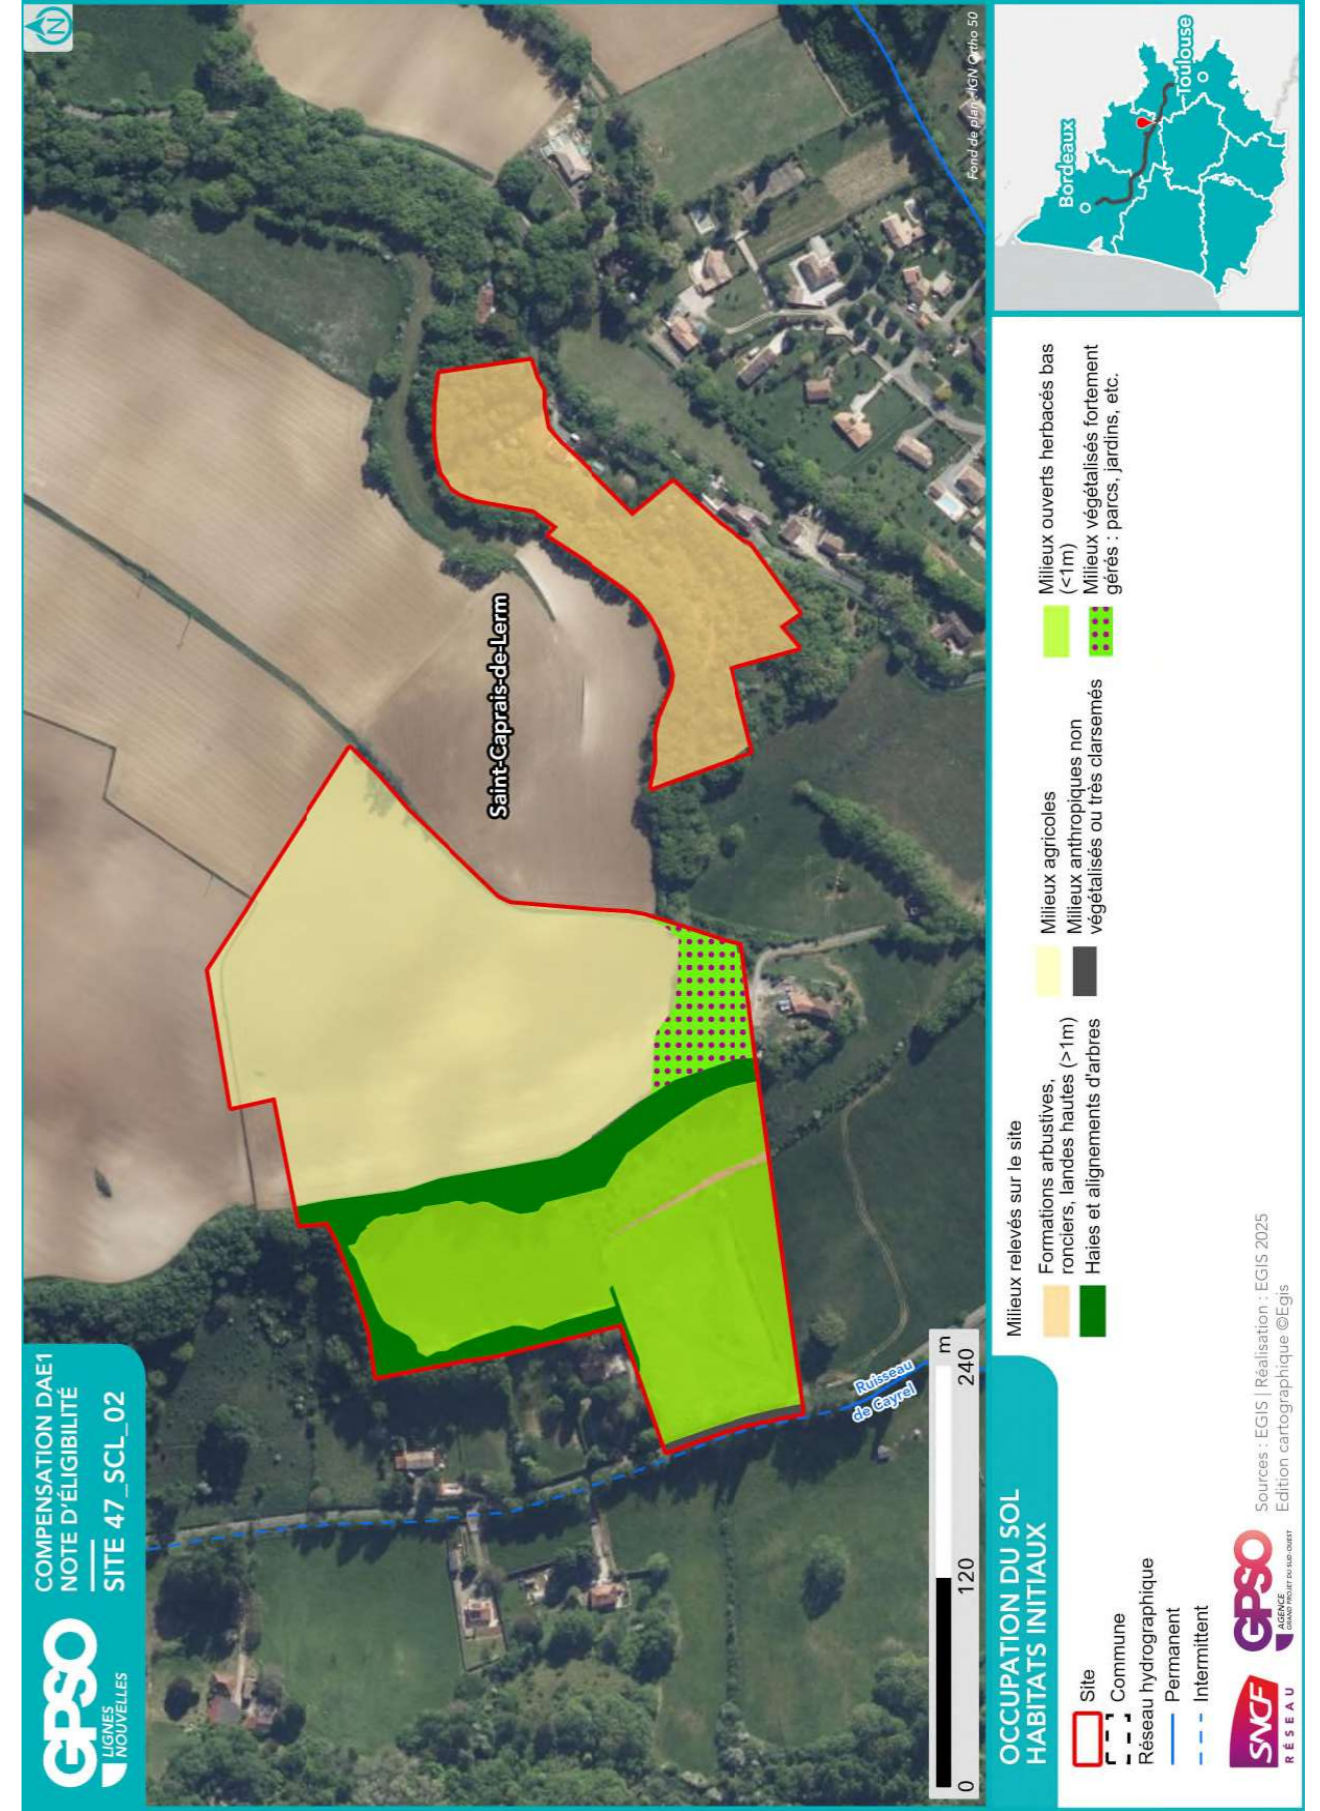 GPSO
LIGNES
NOUVELLES
COMPENSATION DAE1
NOTE D'ÉLIGIBILITÉ
SITE 47_SCL_02
N
Saint-Caprais-de-Lerm
Ruisseau
de Cayrel
Fond de plan : IGN Ortho 50
0
120
240
m
OCCUPATION DU SOL
HABITATS INITIAUX
Site
Commune
Réseau hydrographique
Permanent
Intermittent
Milieux relevés sur le site
Formations arbustives,
ronciers, landes hautes (>1m)
Haies et alignements d'arbres
Milieux agricoles
Milieux anthropiques non
végétalisés ou très clarsemés
Milieux ouverts herbacés bas
(<1m)
Milieux végétalisés fortement
gérés : parcs, jardins, etc.
Bordeaux
Toulouse
SNCF
RÉSEAU
GPSO
AGENCE
GRAND PROJET DU SUD-OUEST
Sources : EGIS | Réalisation : EGIS 2025
Edition cartographique ©Egis